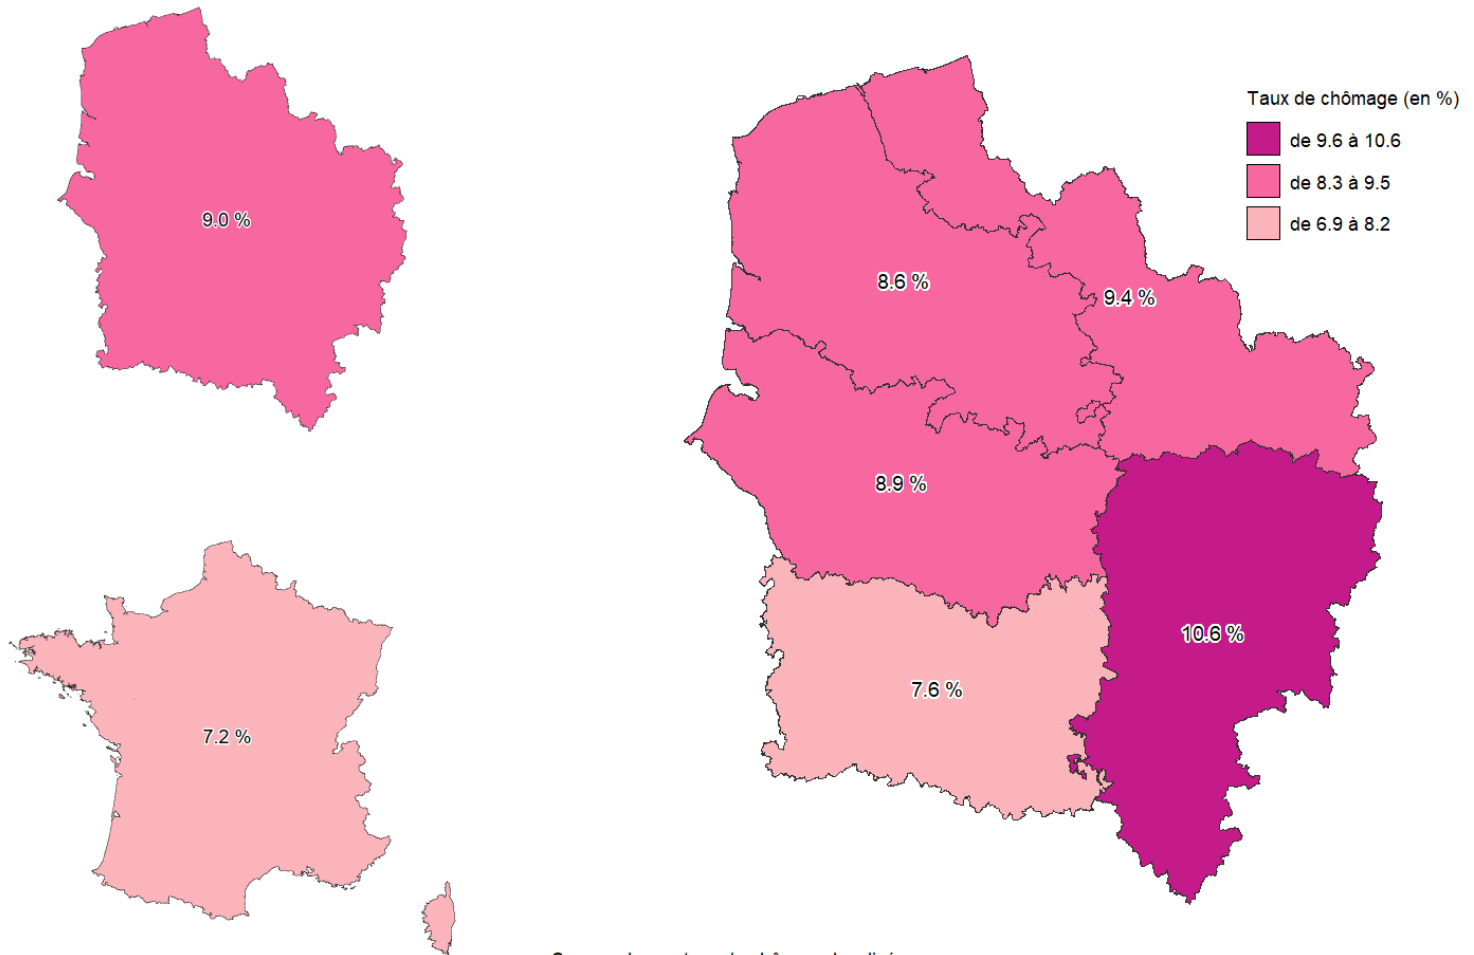 Taux de chômage (en %)
de 9.6 à 10.6
de 8.3 à 9.5
de 6.9 à 8.2
9.0 %
8.6 %
9.4 %
8.9 %
10.6 %
7.6 %
7.2 %